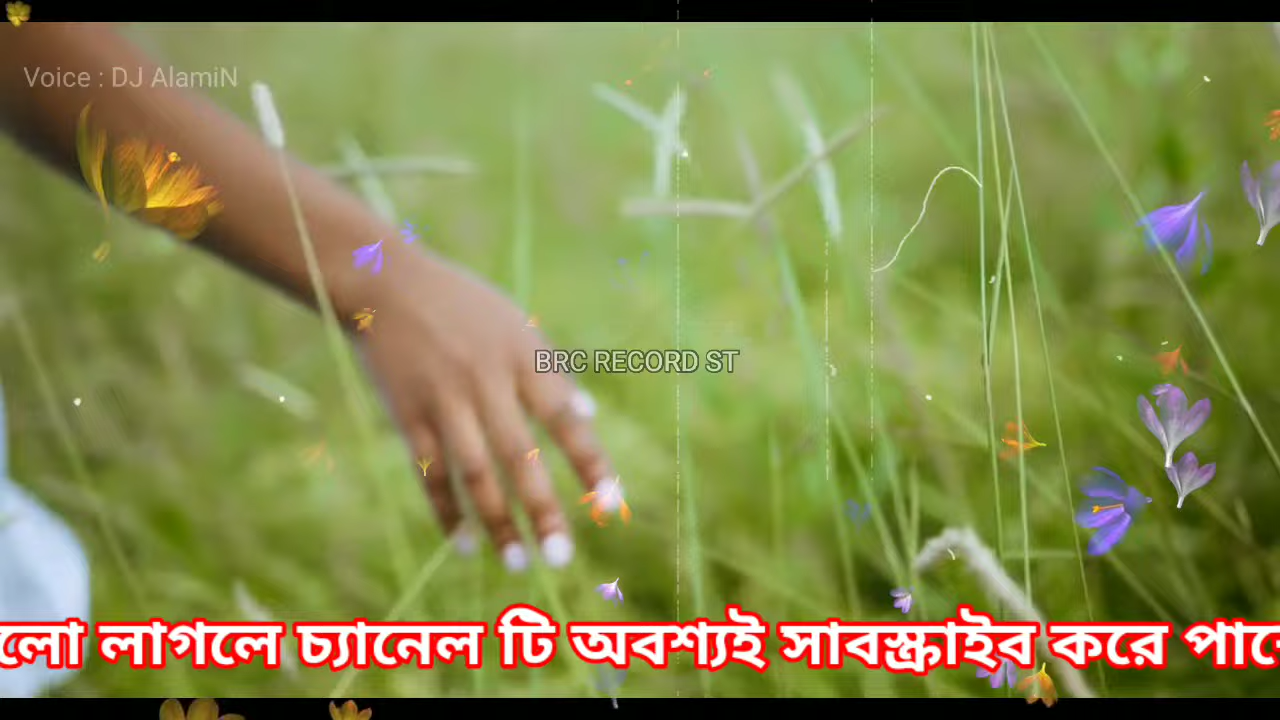 Voice : DJ AlamiN
BRC RECORD ST
লাগলে চ্যানেল টি অবশ্যই সাবস্ক্রাইব করে